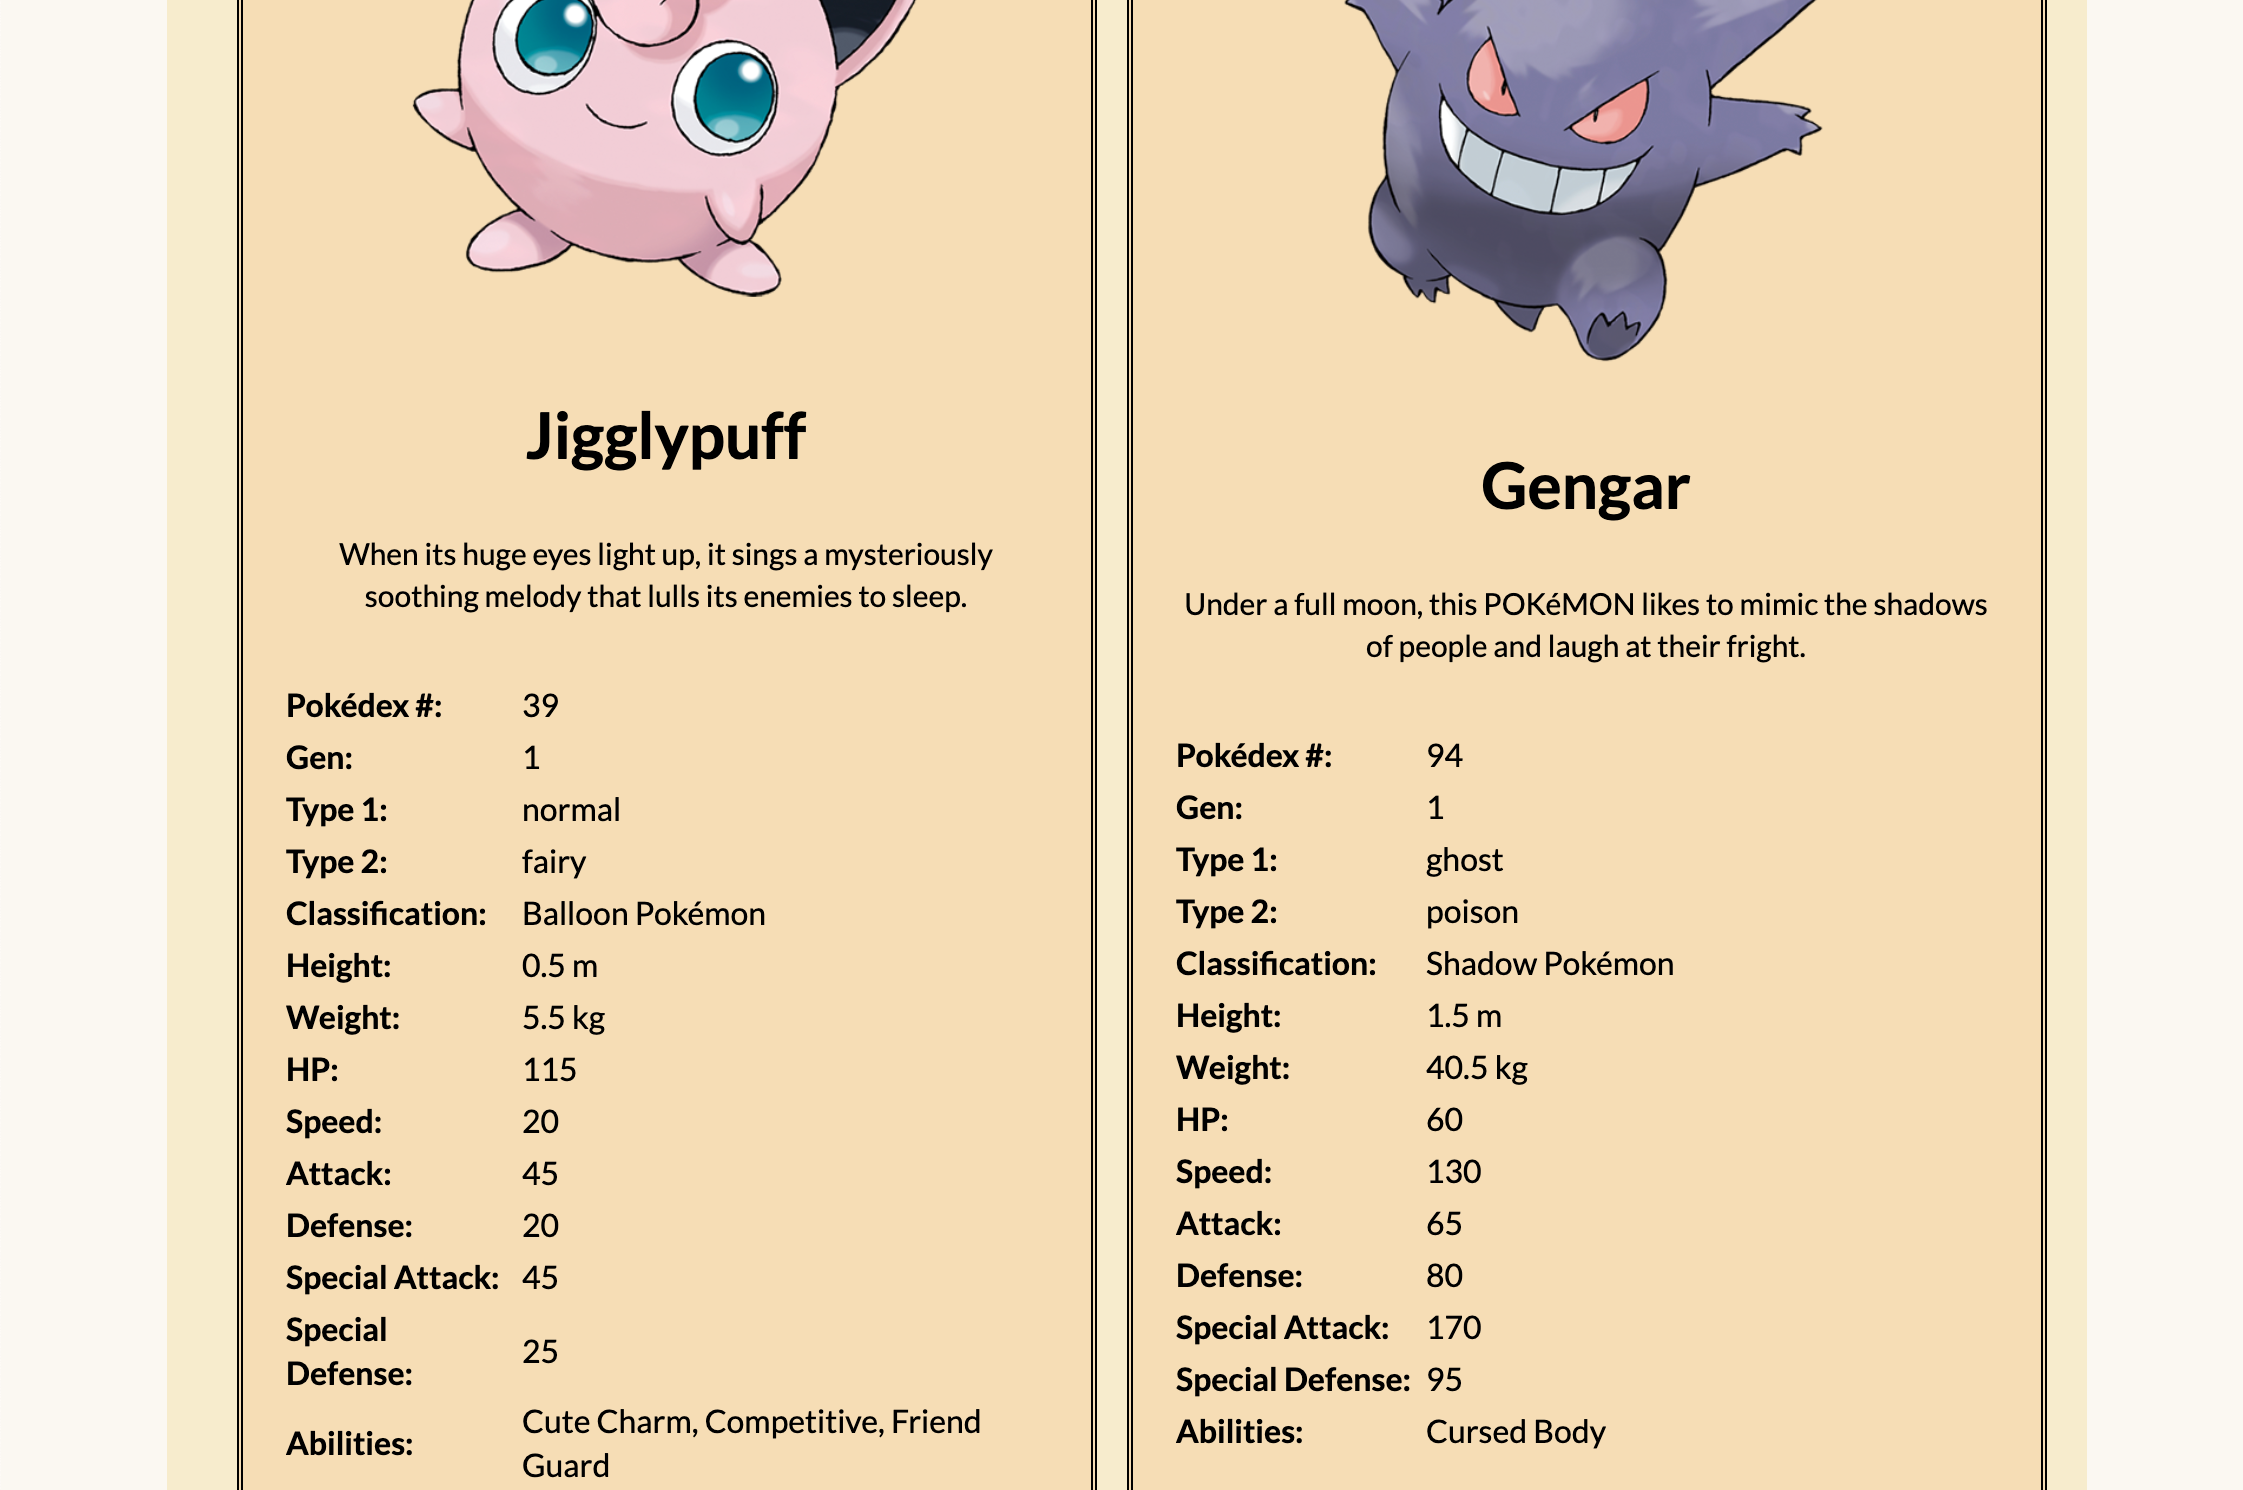 Jigglypuff
When its huge eyes light up, it sings a mysteriously
soothing melody that lulls its enemies to sleep.
Pokédex #: 39
Gen: 1
Type 1: normal
Type 2: fairy
Classification: Balloon Pokémon
Height: 0.5 m
Weight: 5.5 kg
HP: 115
Speed: 20
Attack: 45
Defense: 20
Special Attack: 45
Special
Defense: 25
Abilities: Cute Charm, Competitive, Friend
Guard
Gengar
Under a full moon, this POKéMON likes to mimic the shadows
of people and laugh at their fright.
Pokédex #: 94
Gen: 1
Type 1: ghost
Type 2: poison
Classification: Shadow Pokémon
Height: 1.5 m
Weight: 40.5 kg
HP: 60
Speed: 130
Attack: 65
Defense: 80
Special Attack: 170
Special Defense: 95
Abilities: Cursed Body